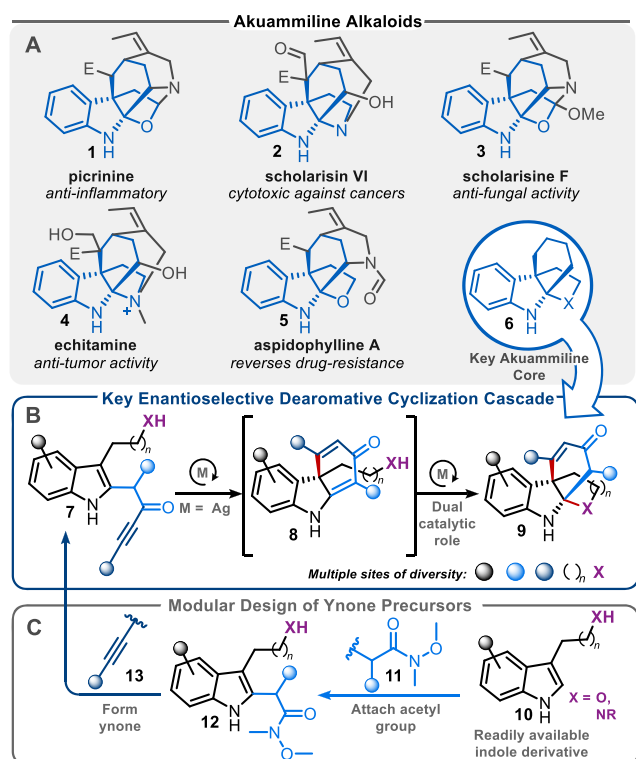 Akuammiline Alkaloids
A
E
N
O
N
H
1
picrinine
anti-inflammatory
O
E
OH
N
N
H
2
scholarisin VI
cytotoxic against cancers
E
N
OMe
O
N
H
3
scholarisine F
anti-fungal activity
HO
E
OH
N
+
N
H
4
echitamine
anti-tumor activity
E
N
O
O
N
H
5
aspidophylline A
reverses drug-resistance
X
N
H
6
Key Akuammiline
Core
Key Enantioselective Dearomative Cyclization Cascade
B
XH
( )n
N
H
O
7
M
M = Ag
O
XH
( )n
N
H
8
M
Dual
catalytic
role
O
( )n
X
N
H
9
Multiple sites of diversity: ( )n X
Modular Design of Ynone Precursors
C
13
Form
ynone
XH
( )n
N
H
O
N
O
12
O
N
O
11
Attach acetyl
group
XH
( )n
N
H
10
X = O,
NR
Readily available
indole derivative